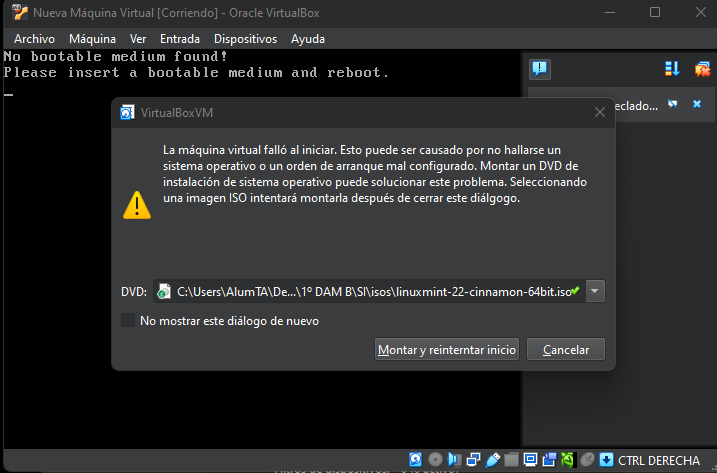 Nueva Máquina Virtual [Corriendo] - Oracle VirtualBox
Archivo Máquina Ver Entrada Dispositivos Ayuda
No bootable medium found!
Please insert a bootable medium and reboot.
eclado...
VirtualBoxVM
La máquina virtual falló al iniciar. Esto puede ser causado por no hallarse un
sistema operativo o un orden de arranque mal configurado. Montar un DVD de
instalación de sistema operativo puede solucionar este problema. Seleccionando
una imagen ISO intentará montarla después de cerrar este diálgogo.
DVD: C:\Users\AlumTA\De...\1º DAM B\SI\isos\linuxmint-22-cinnamon-64bit.iso
No mostrar este diálogo de nuevo
Montar y reinterntar inicio Cancelar
CTRL DERECHA